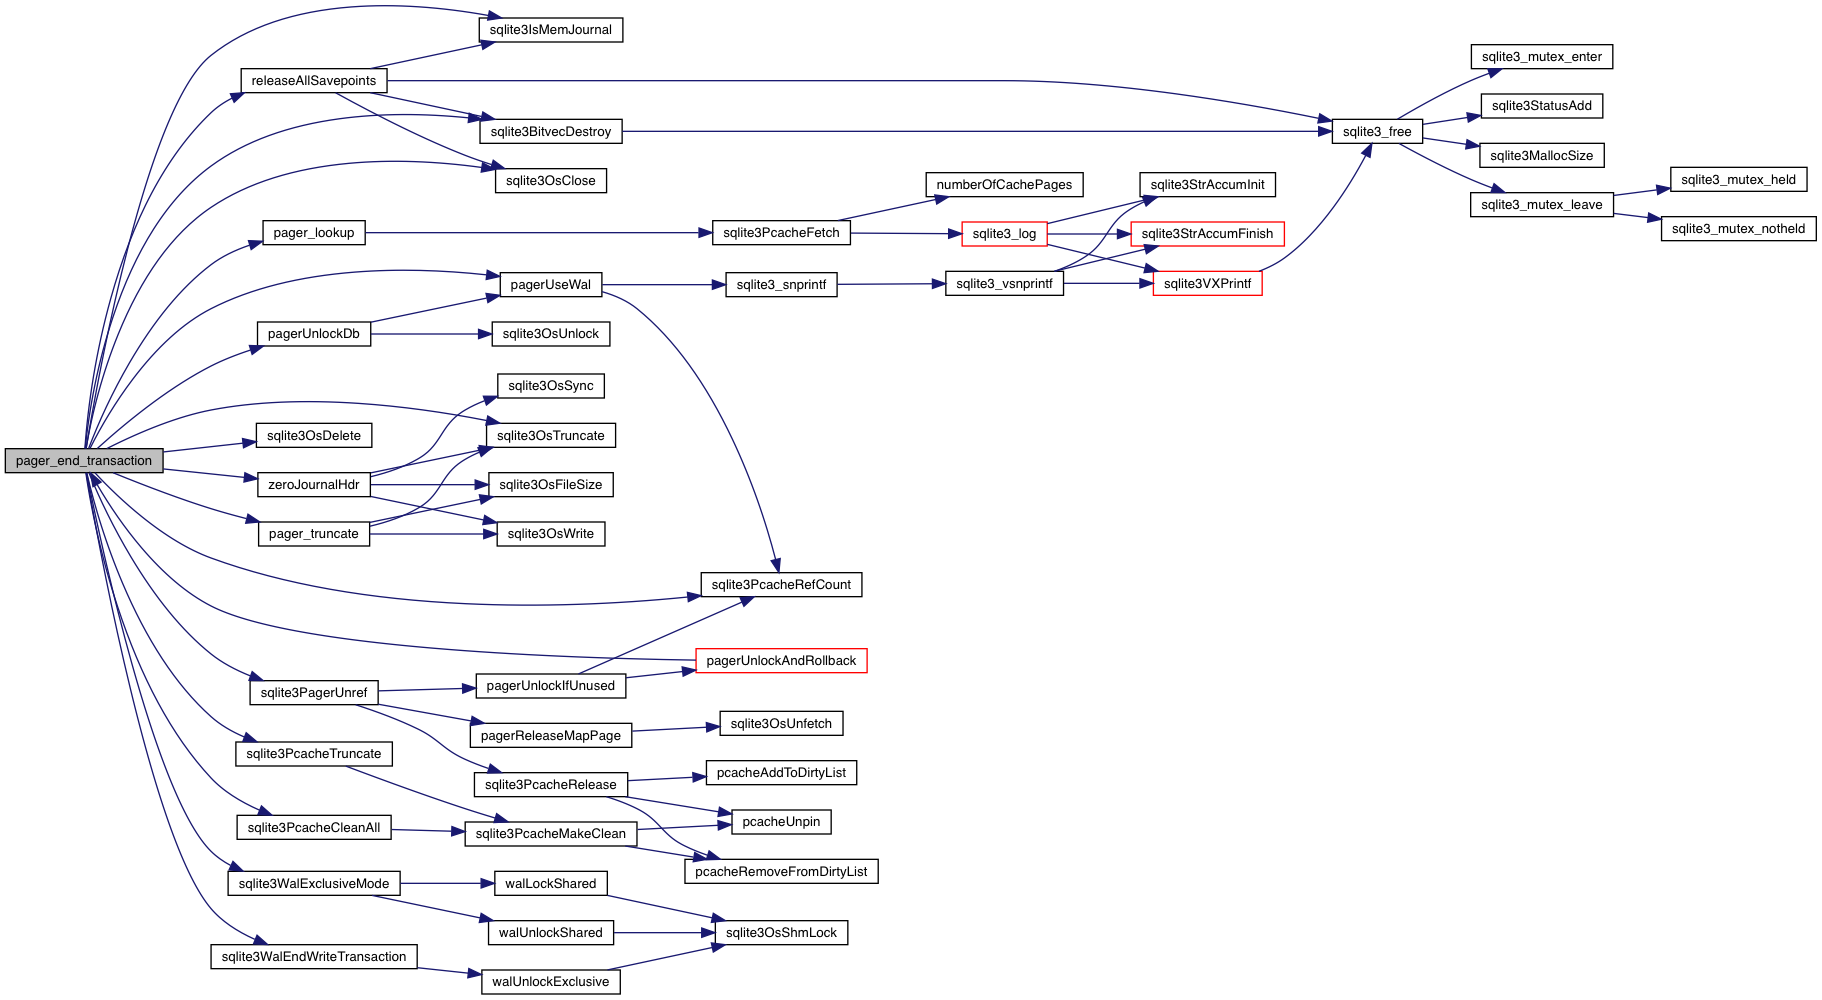 sqlite3IsMemJournal
sqlite3_mutex_enter
releaseAllSavepoints
sqlite3StatusAdd
sqlite3BitvecDestroy
sqlite3_free
sqlite3MallocSize
sqlite3OsClose
numberOfCachePages
sqlite3StrAccumInit
sqlite3_mutex_held
sqlite3_mutex_leave
pager_lookup
sqlite3PcacheFetch
sqlite3_log
sqlite3StrAccumFinish
sqlite3_mutex_notheld
pagerUseWal
sqlite3_snprintf
sqlite3_vsnprintf
sqlite3VXPrintf
pagerUnlockDb
sqlite3OsUnlock
sqlite3OsSync
sqlite3OsDelete
sqlite3OsTruncate
pager_end_transaction
zeroJournalHdr
sqlite3OsFileSize
pager_truncate
sqlite3OsWrite
sqlite3PcacheRefCount
pagerUnlockAndRollback
sqlite3PagerUnref
pagerUnlockIfUnused
pagerReleaseMapPage
sqlite3OsUnfetch
sqlite3PcacheTruncate
sqlite3PcacheRelease
pcacheAddToDirtyList
sqlite3PcacheCleanAll
sqlite3PcacheMakeClean
pcacheUnpin
pcacheRemoveFromDirtyList
sqlite3WalExclusiveMode
walLockShared
walUnlockShared
sqlite3OsShmLock
sqlite3WalEndWriteTransaction
walUnlockExclusive